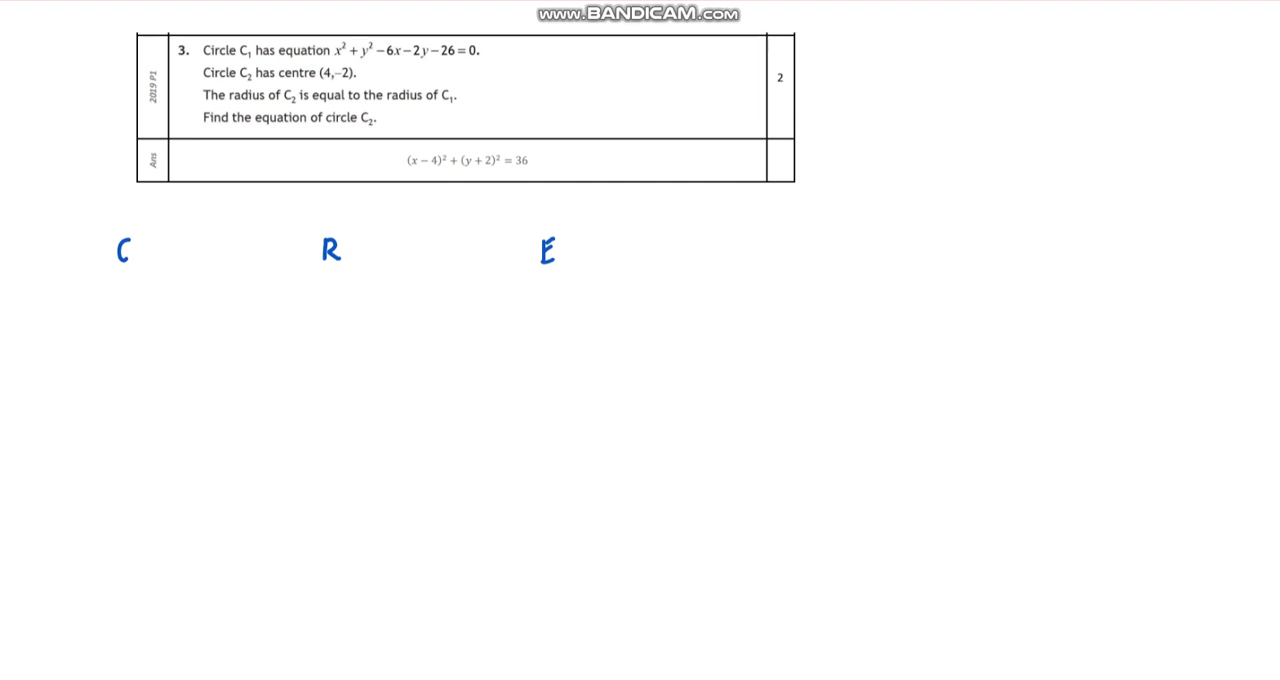 www.BANDICAM.com
3. Circle C₁ has equation x² + y² − 6x − 2y − 26 = 0.
Circle C₂ has centre (4,−2).
The radius of C₂ is equal to the radius of C₁.
Find the equation of circle C₂.
2019 P1
2
Ans
(x − 4)² + (y + 2)² = 36
C R E